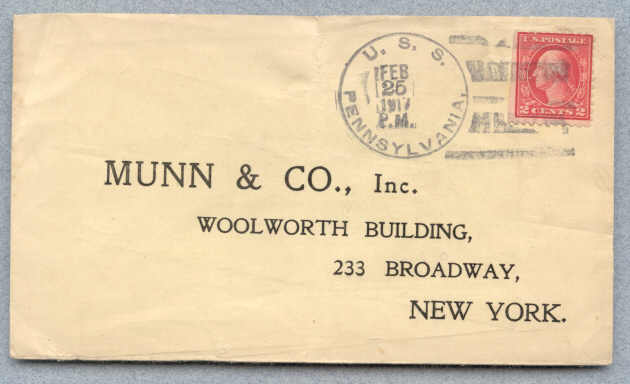 U. S. S.
PENNSYLVANIA.
FEB
25
1917
P.M.
U.S. POSTAGE
2 CENTS 2
MUNN & CO., Inc.
WOOLWORTH BUILDING,
233 BROADWAY,
NEW YORK.